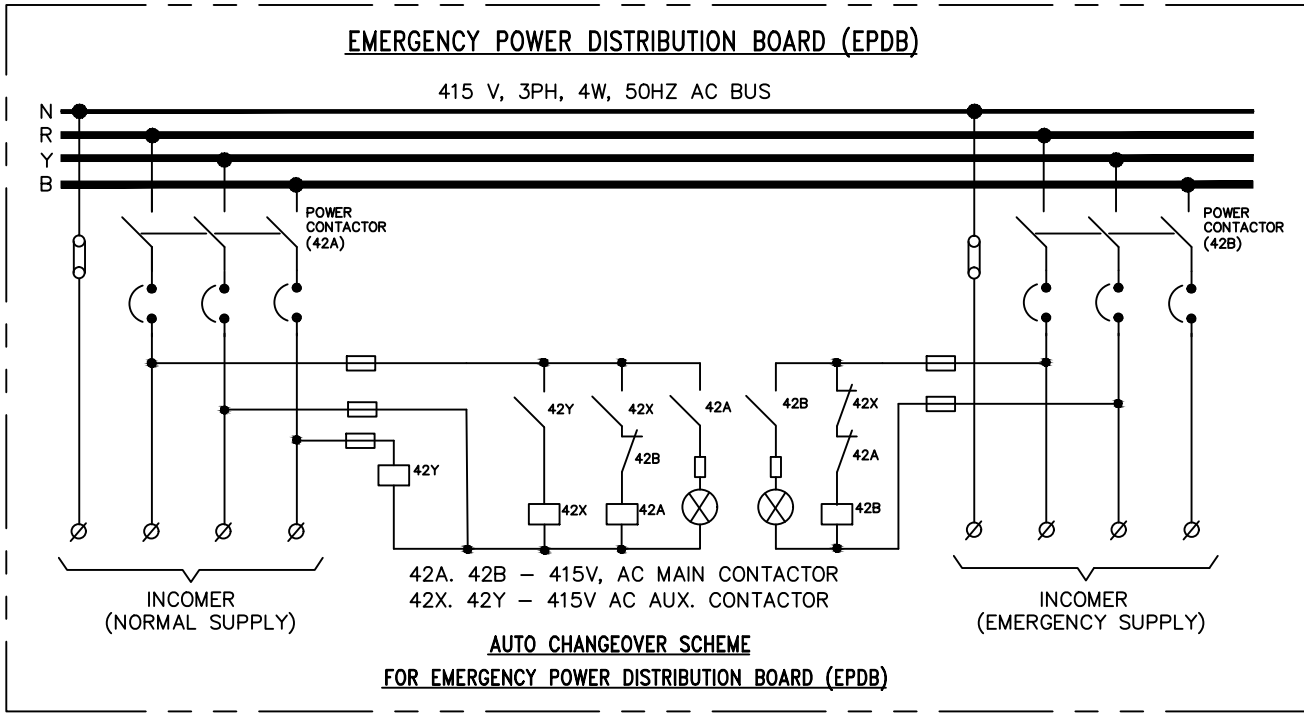 EMERGENCY POWER DISTRIBUTION BOARD (EPDB)
415 V, 3PH, 4W, 50HZ AC BUS
N
R
Y
B
POWER
CONTACTOR
(42A)
POWER
CONTACTOR
(42B)
42Y
42X
42A
42B
42X
42B
42A
42Y
42X
42A
42B
42A. 42B – 415V, AC MAIN CONTACTOR
42X. 42Y – 415V AC AUX. CONTACTOR
INCOMER
(NORMAL SUPPLY)
INCOMER
(EMERGENCY SUPPLY)
AUTO CHANGEOVER SCHEME
FOR EMERGENCY POWER DISTRIBUTION BOARD (EPDB)